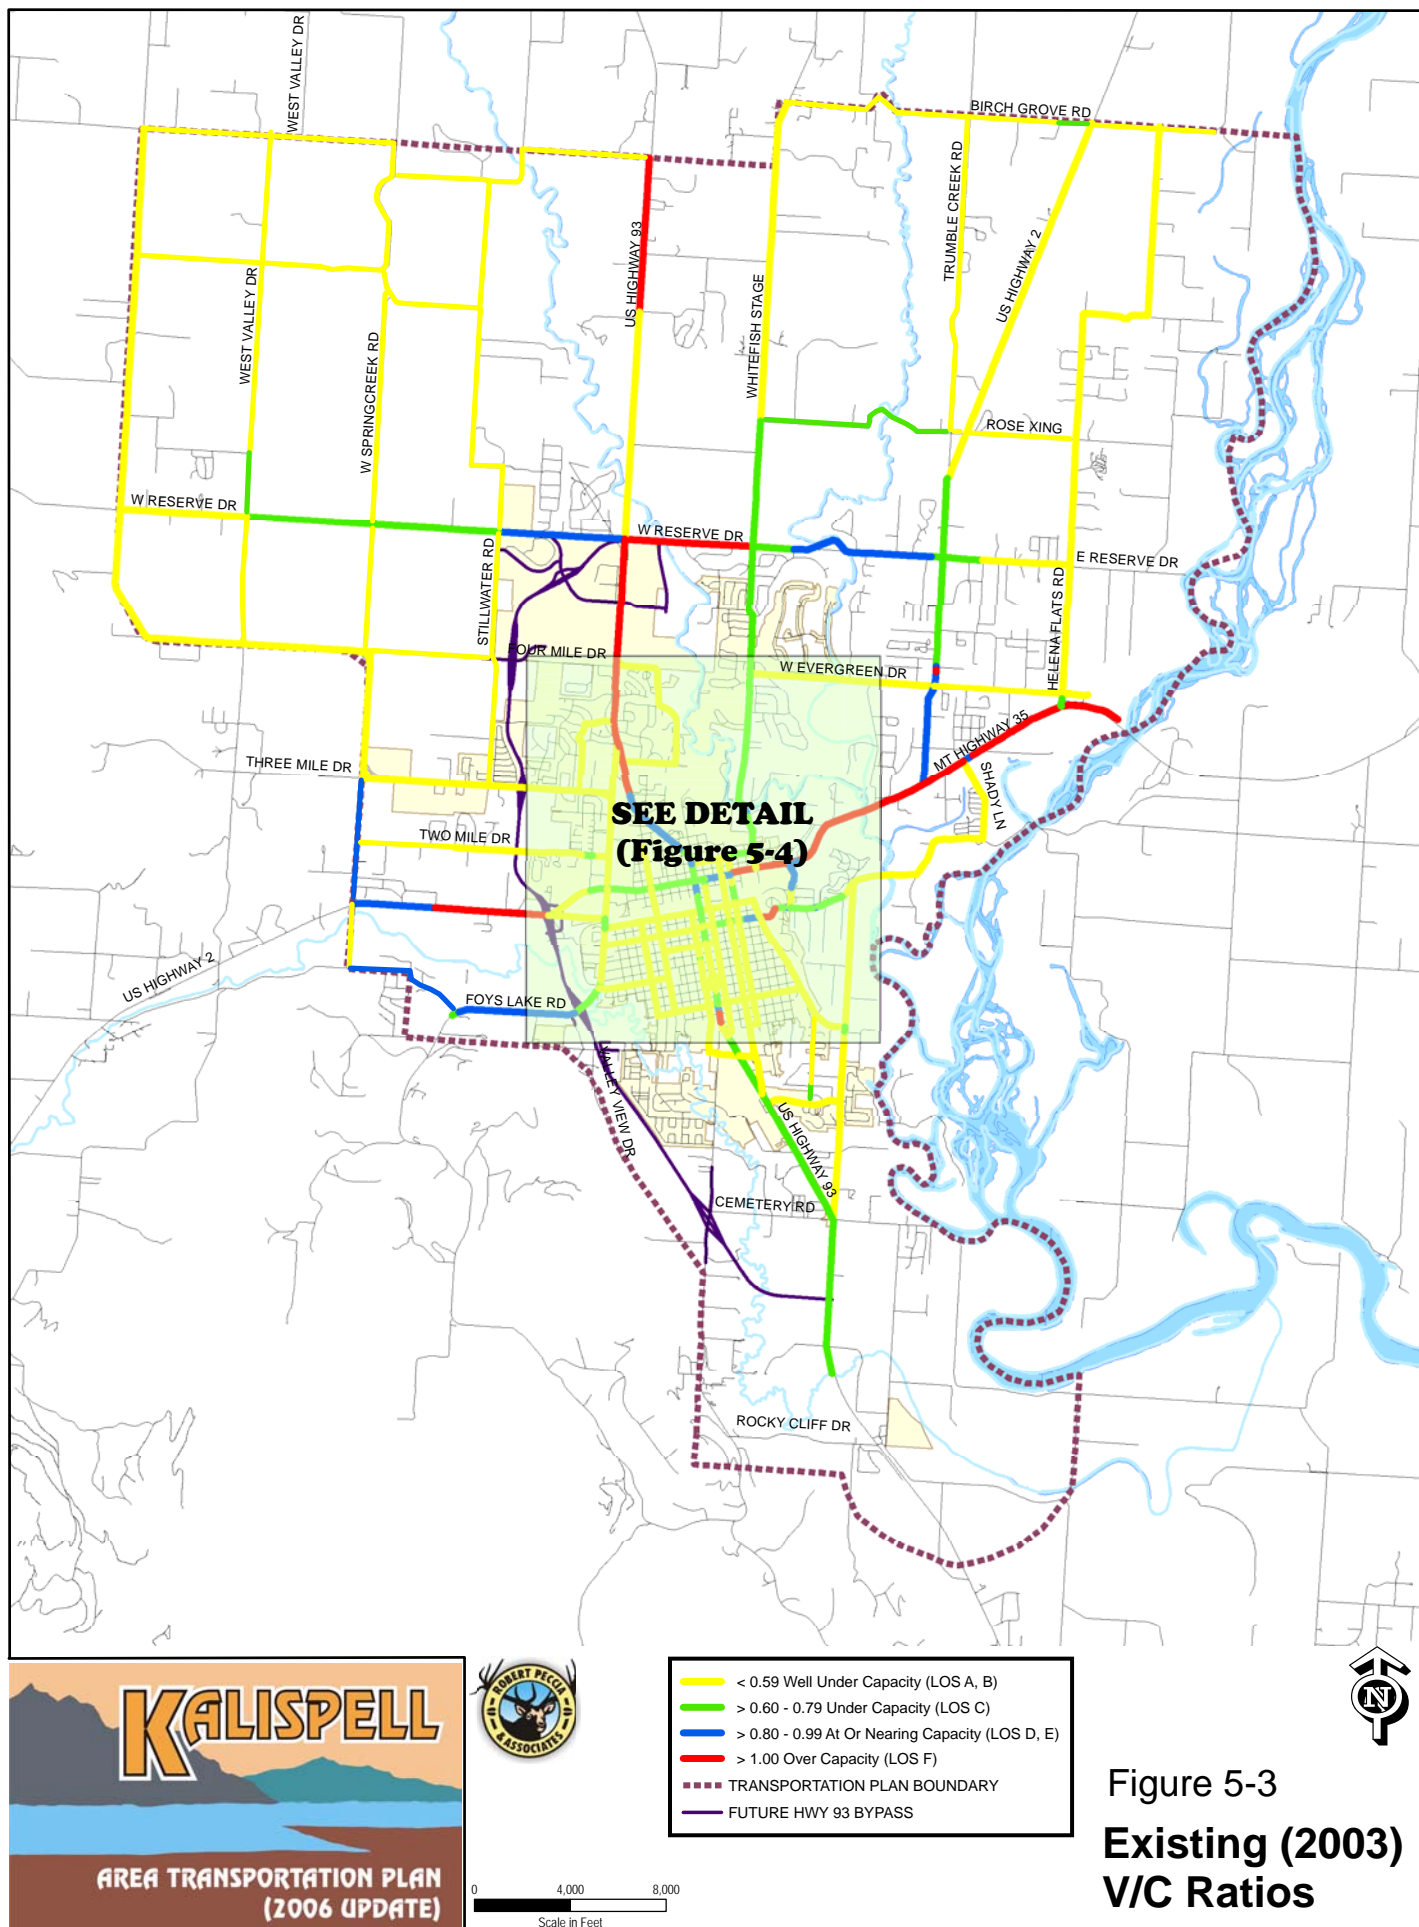 WEST VALLEY DR
BIRCH GROVE RD
TRUMBLE CREEK RD
US HIGHWAY 93
US HIGHWAY 2
WEST VALLEY DR
WHITEFISH STAGE
W SPRINGCREEK RD
ROSE XING
W RESERVE DR
W RESERVE DR
E RESERVE DR
STILLWATER RD
HELENA FLATS RD
FOUR MILE DR
W EVERGREEN DR
MT HIGHWAY 35
THREE MILE DR
SHADY LN
SEE DETAIL
(Figure 5-4)
TWO MILE DR
US HIGHWAY 2
FOYS LAKE RD
VALLEY VIEW DR
US HIGHWAY 93
CEMETERY RD
ROCKY CLIFF DR
KALISPELL
AREA TRANSPORTATION PLAN
(2006 UPDATE)
ROBERT PECCIA
& ASSOCIATES
0 4,000 8,000
Scale in Feet
< 0.59 Well Under Capacity (LOS A, B)
> 0.60 - 0.79 Under Capacity (LOS C)
> 0.80 - 0.99 At Or Nearing Capacity (LOS D, E)
> 1.00 Over Capacity (LOS F)
TRANSPORTATION PLAN BOUNDARY
FUTURE HWY 93 BYPASS
N
Figure 5-3
Existing (2003)
V/C Ratios